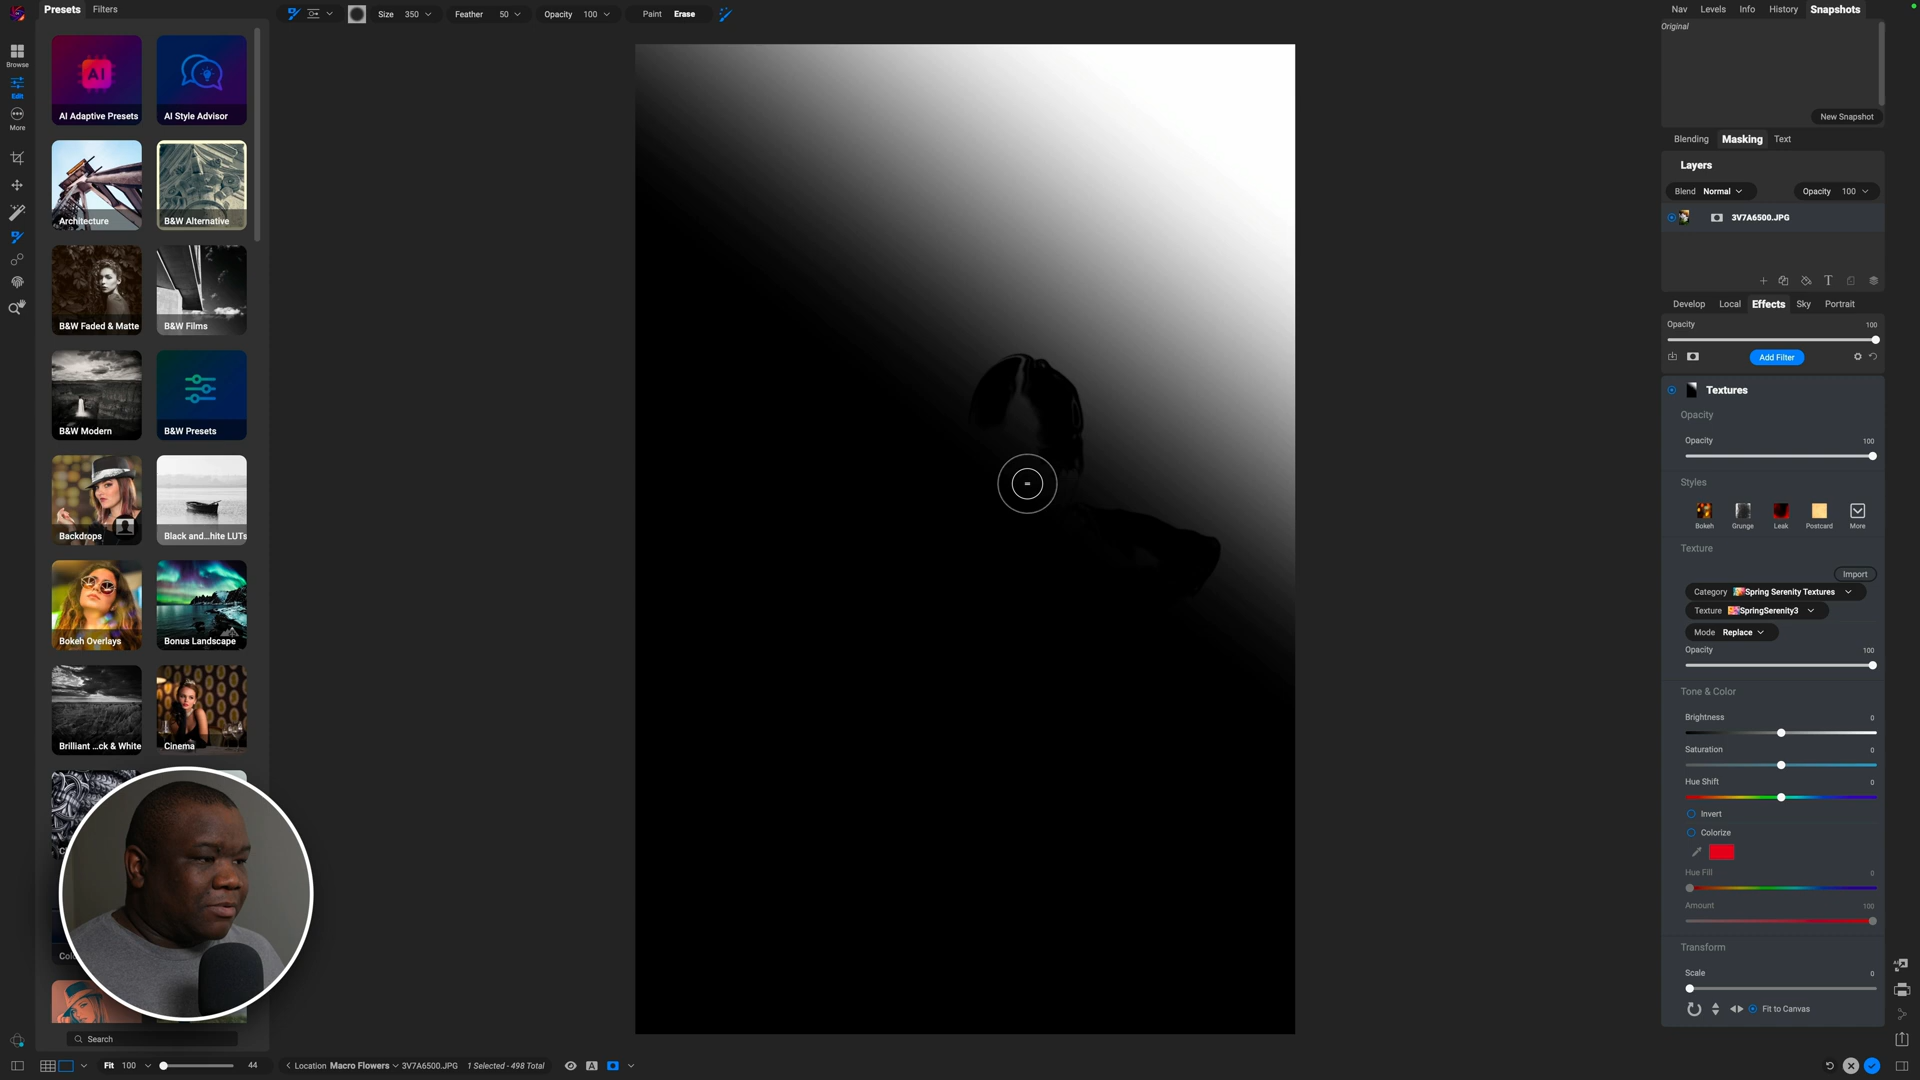 Presets Filters
Size 350 Feather 50 Opacity 100 Paint Erase
Nav Levels Info History Snapshots
Original
New Snapshot
Browse
Edit
More
AI Adaptive Presets
AI Style Advisor
Architecture
B&W Alternative
B&W Faded & Matte
B&W Films
B&W Modern
B&W Presets
Backdrops
Black and...hite LUTs
Bokeh Overlays
Bonus Landscape
Brilliant ...ck & White
Cinema
Search
Blending Masking Text
Layers
Blend Normal Opacity 100
3V7A6500.JPG
Develop Local Effects Sky Portrait
Opacity 100
Add Filter
Textures
Opacity
Opacity 100
Styles
Bokeh Grunge Leak Postcard More
Texture
Import
Category Spring Serenity Textures
Texture SpringSerenity3
Mode Replace
Opacity 100
Tone & Color
Brightness 0
Saturation 0
Hue Shift 0
Invert
Colorize
Hue Fill 0
Amount 100
Transform
Scale 0
Fit to Canvas
Fit 100 44 Location Macro Flowers 3V7A6500.JPG 1 Selected - 498 Total A